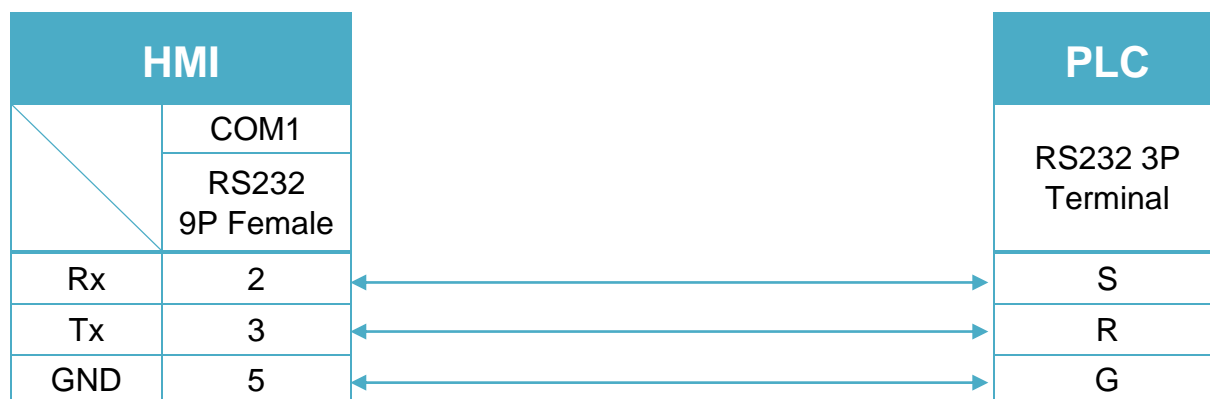 HMI PLC
COM1
RS232
9P Female
RS232 3P
Terminal
Rx 2 S
Tx 3 R
GND 5 G